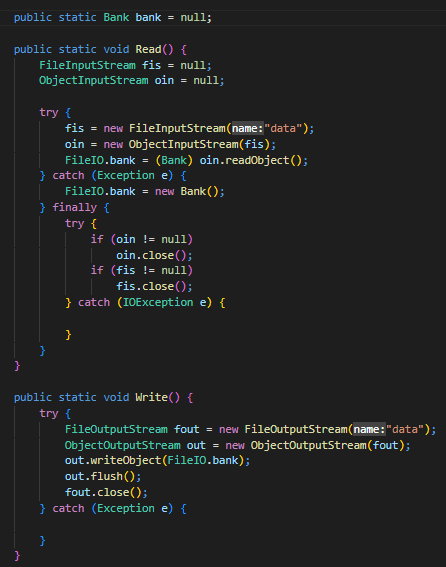 public static Bank bank = null;
public static void Read() {
FileInputStream fis = null;
ObjectInputStream oin = null;
try {
fis = new FileInputStream(name:"data");
oin = new ObjectInputStream(fis);
FileIO.bank = (Bank) oin.readObject();
} catch (Exception e) {
FileIO.bank = new Bank();
} finally {
try {
if (oin != null)
oin.close();
if (fis != null)
fis.close();
} catch (IOException e) {
}
}
}
public static void Write() {
try {
FileOutputStream fout = new FileOutputStream(name:"data");
ObjectOutputStream out = new ObjectOutputStream(fout);
out.writeObject(FileIO.bank);
out.flush();
fout.close();
} catch (Exception e) {
}
}